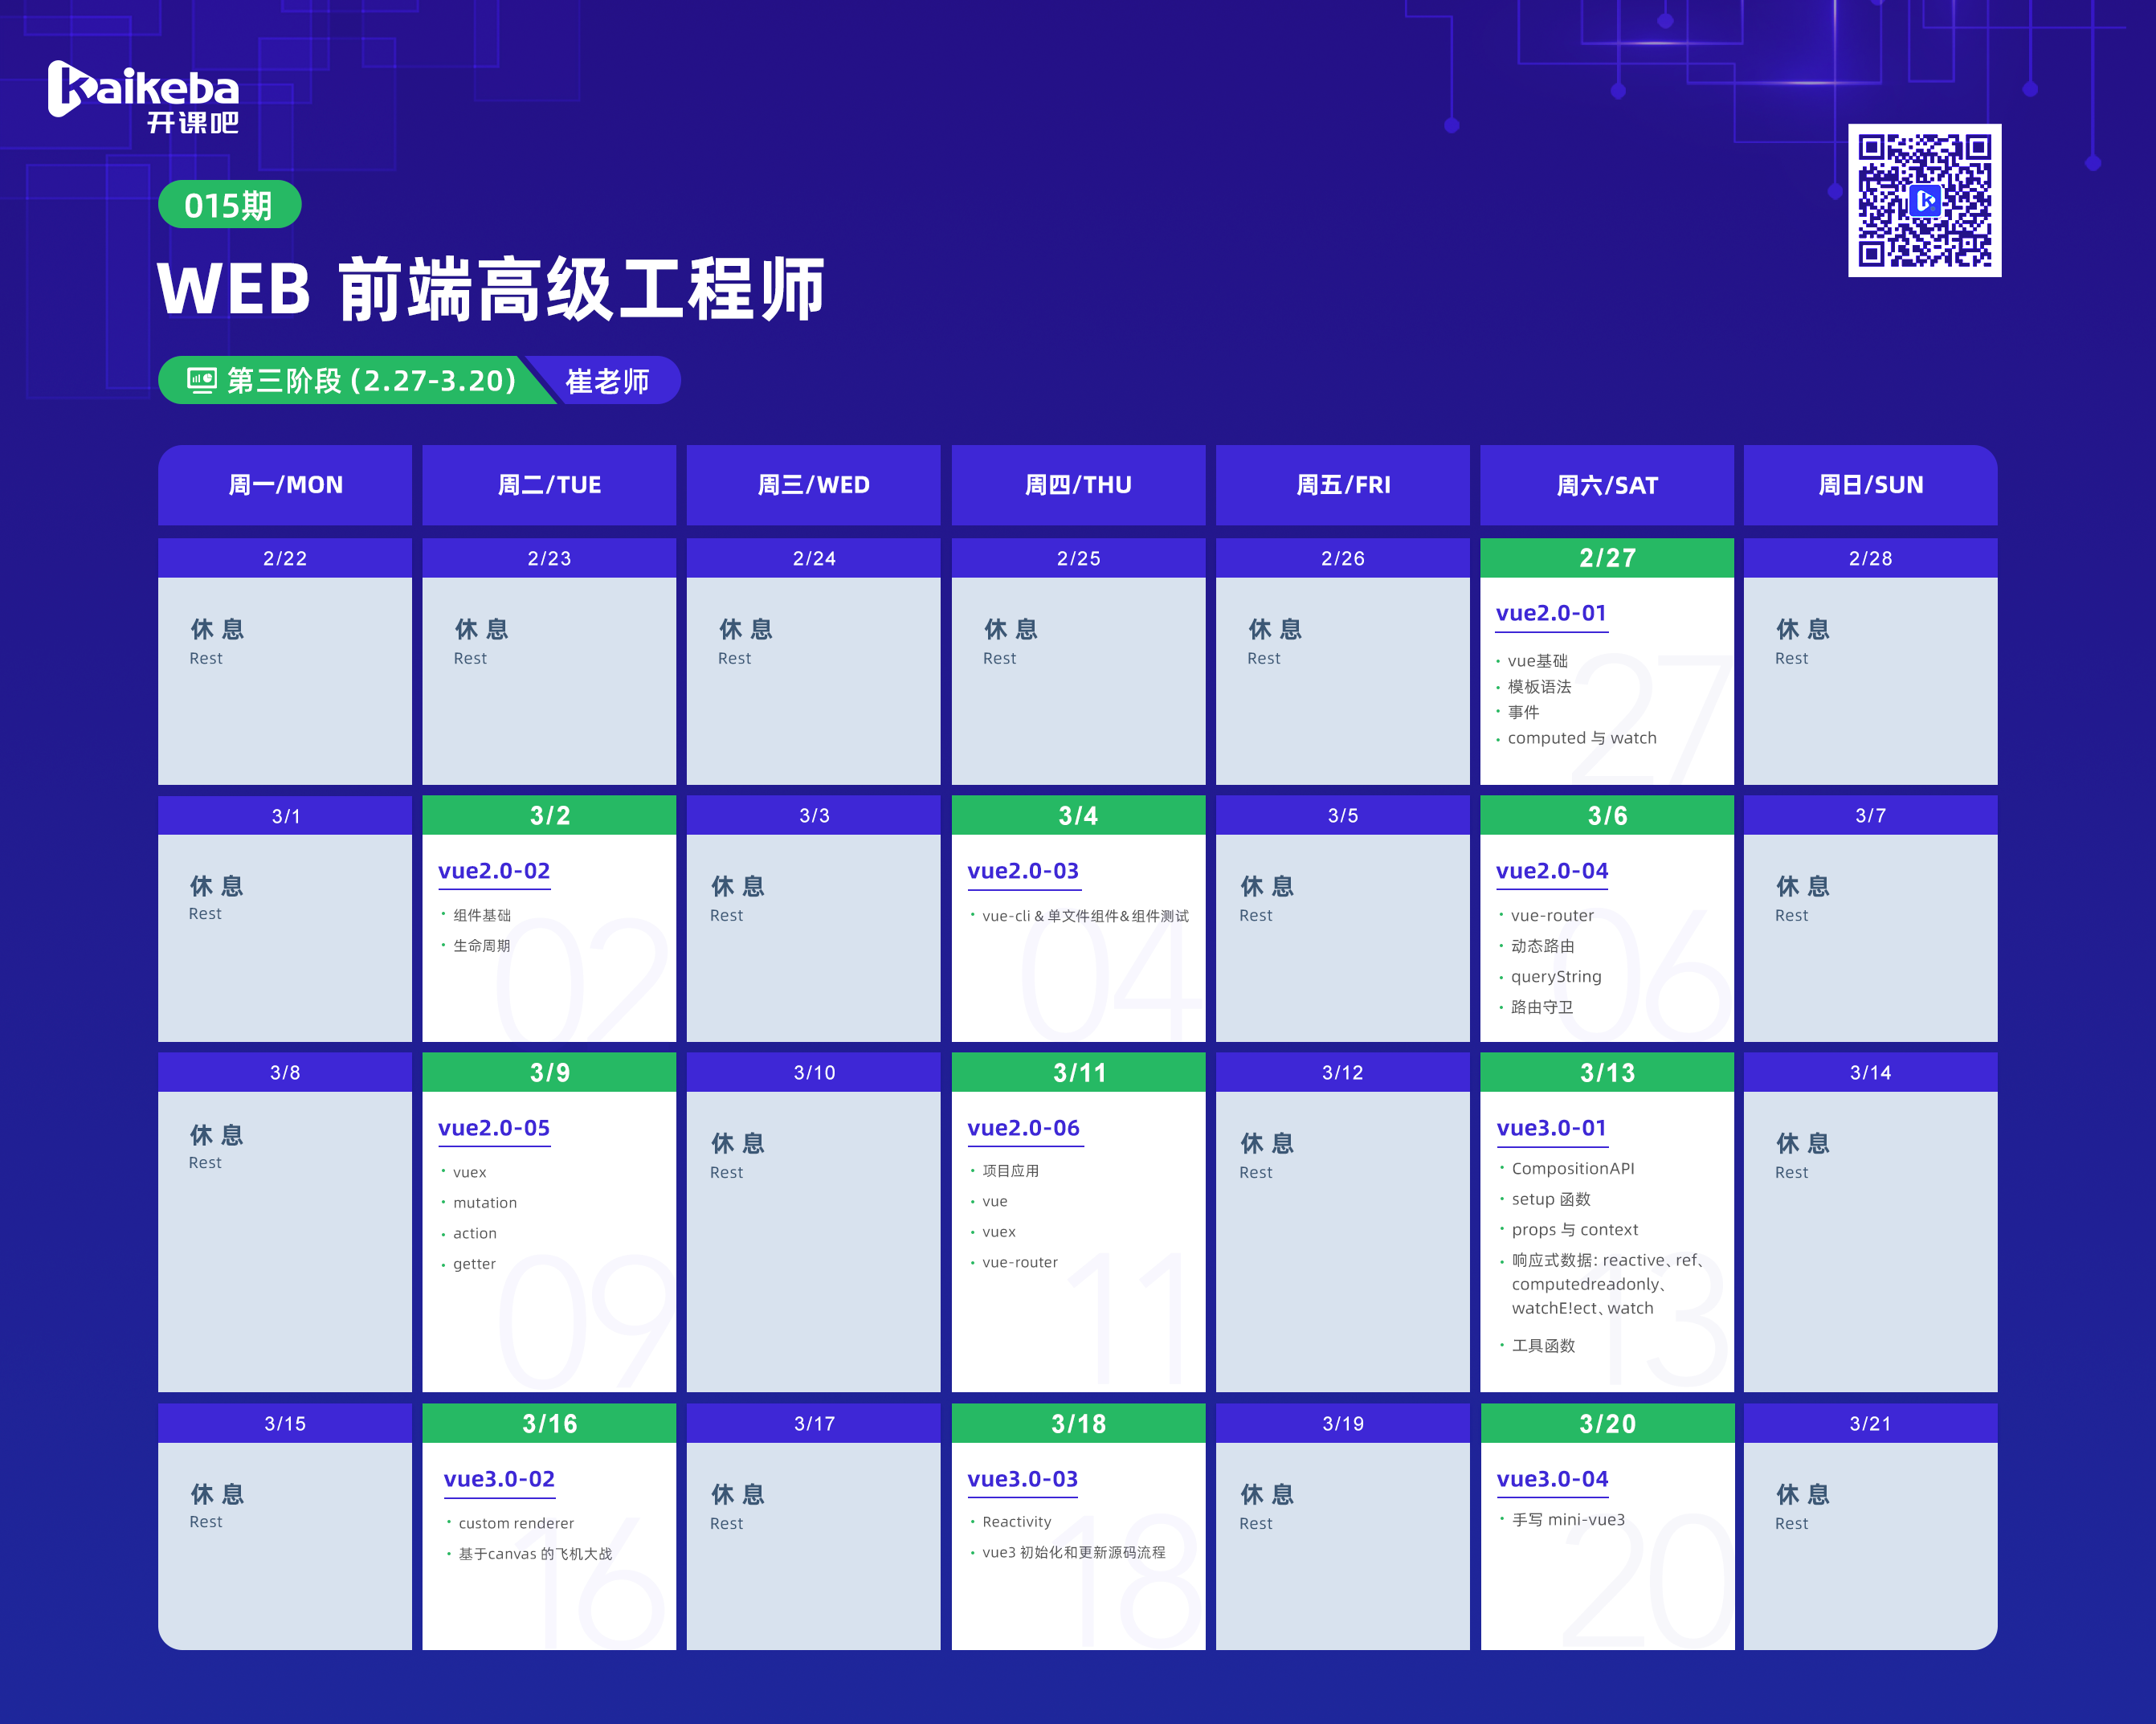 Kaikeba
开课吧
015期
WEB 前端高级工程师
第三阶段 (2.27-3.20) 崔老师
周一/MON 周二/TUE 周三/WED 周四/THU 周五/FRI 周六/SAT 周日/SUN
2/22
休 息
Rest
2/23
休 息
Rest
2/24
休 息
Rest
2/25
休 息
Rest
2/26
休 息
Rest
2/27
vue2.0-01
• vue基础
• 模板语法
• 事件
• computed 与 watch
27
2/28
休 息
Rest
3/1
休 息
Rest
3/2
vue2.0-02
• 组件基础
• 生命周期
02
3/3
休 息
Rest
3/4
vue2.0-03
• vue-cli & 单文件组件&组件测试
04
3/5
休 息
Rest
3/6
vue2.0-04
• vue-router
• 动态路由
• queryString
• 路由守卫
06
3/7
休 息
Rest
3/8
休 息
Rest
3/9
vue2.0-05
• vuex
• mutation
• action
• getter
09
3/10
休 息
Rest
3/11
vue2.0-06
• 项目应用
• vue
• vuex
• vue-router
11
3/12
休 息
Rest
3/13
vue3.0-01
• CompositionAPI
• setup 函数
• props 与 context
• 响应式数据：reactive、ref、
computedreadonly、
watchE!ect、watch
• 工具函数
13
3/14
休 息
Rest
3/15
休 息
Rest
3/16
vue3.0-02
• custom renderer
• 基于canvas 的飞机大战
16
3/17
休 息
Rest
3/18
vue3.0-03
• Reactivity
• vue3 初始化和更新源码流程
18
3/19
休 息
Rest
3/20
vue3.0-04
• 手写 mini-vue3
20
3/21
休 息
Rest